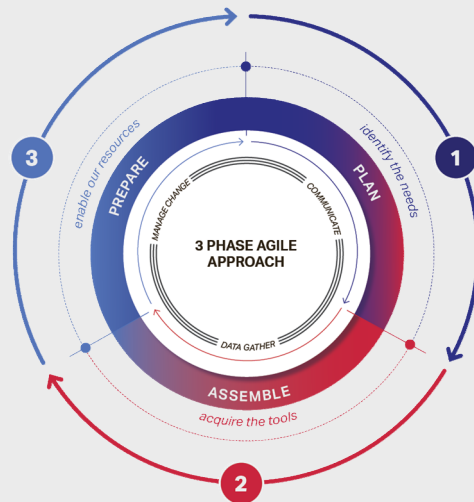 3 PHASE AGILE
APPROACH
1
PLAN
identify the needs
COMMUNICATE
2
ASSEMBLE
acquire the tools
DATA GATHER
3
PREPARE
enable our resources
MANAGE CHANGE